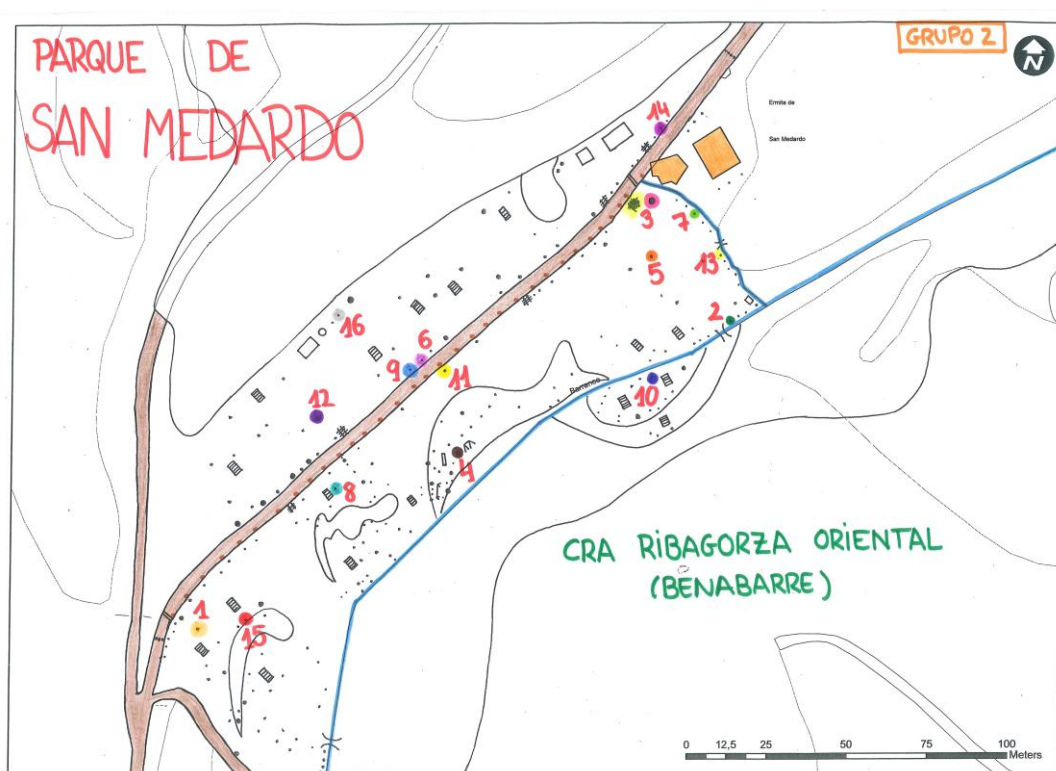 PARQUE DE
SAN MEDARDO
GRUPO 2
N
Ermita de
San Medardo
14
3
7
5
13
2
16
6
9
11
10
12
4
8
Barranco
CRA RIBAGORZA ORIENTAL
(BENABARRE)
1
15
0 12,5 25 50 75 100
Meters